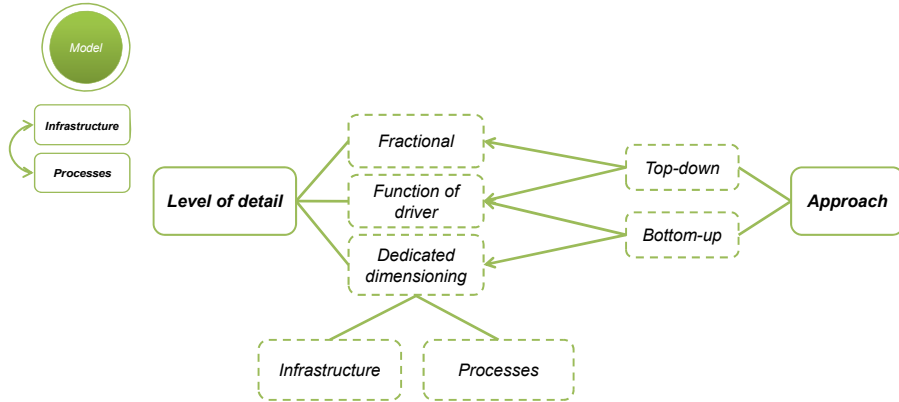 Model
Infrastructure
Processes
Level of detail
Fractional
Function of
driver
Dedicated
dimensioning
Top-down
Bottom-up
Approach
Infrastructure
Processes